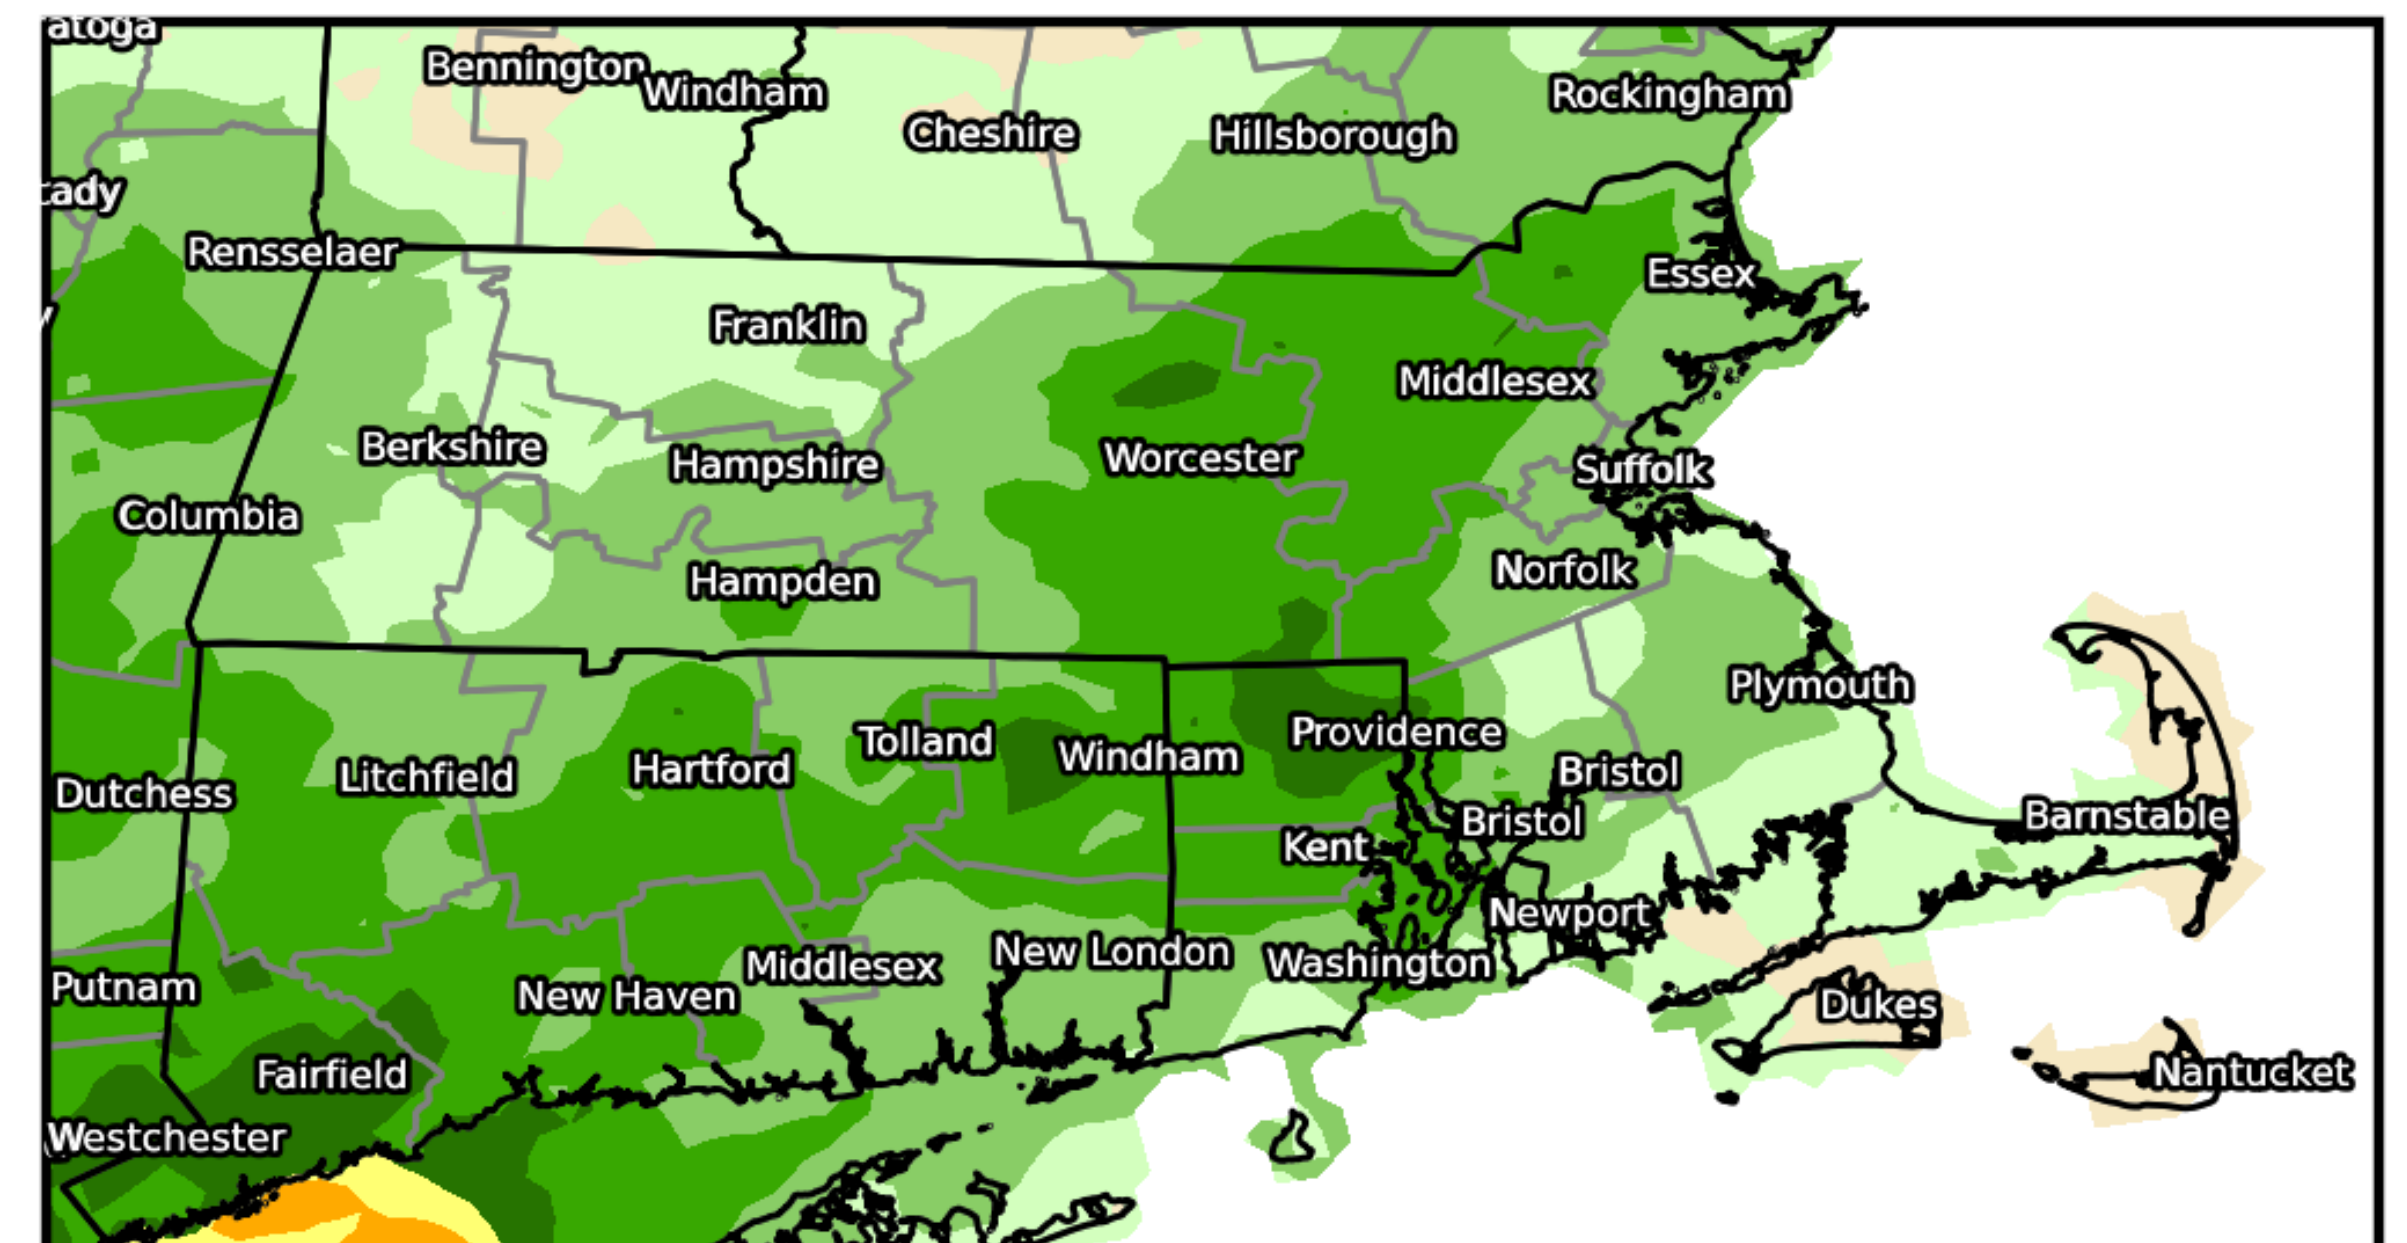 atoga
Bennington
Windham
Rockingham
Cheshire
Hillsborough
cady
Rensselaer
Essex
y
Franklin
Middlesex
Berkshire
Hampshire
Worcester
Suffolk
Columbia
Norfolk
Hampden
Plymouth
Providence
Tolland
Windham
Litchfield
Hartford
Bristol
Dutchess
Bristol
Barnstable
Kent
Newport
New London
Washington
Middlesex
Putnam
New Haven
Dukes
Fairfield
Nantucket
Westchester